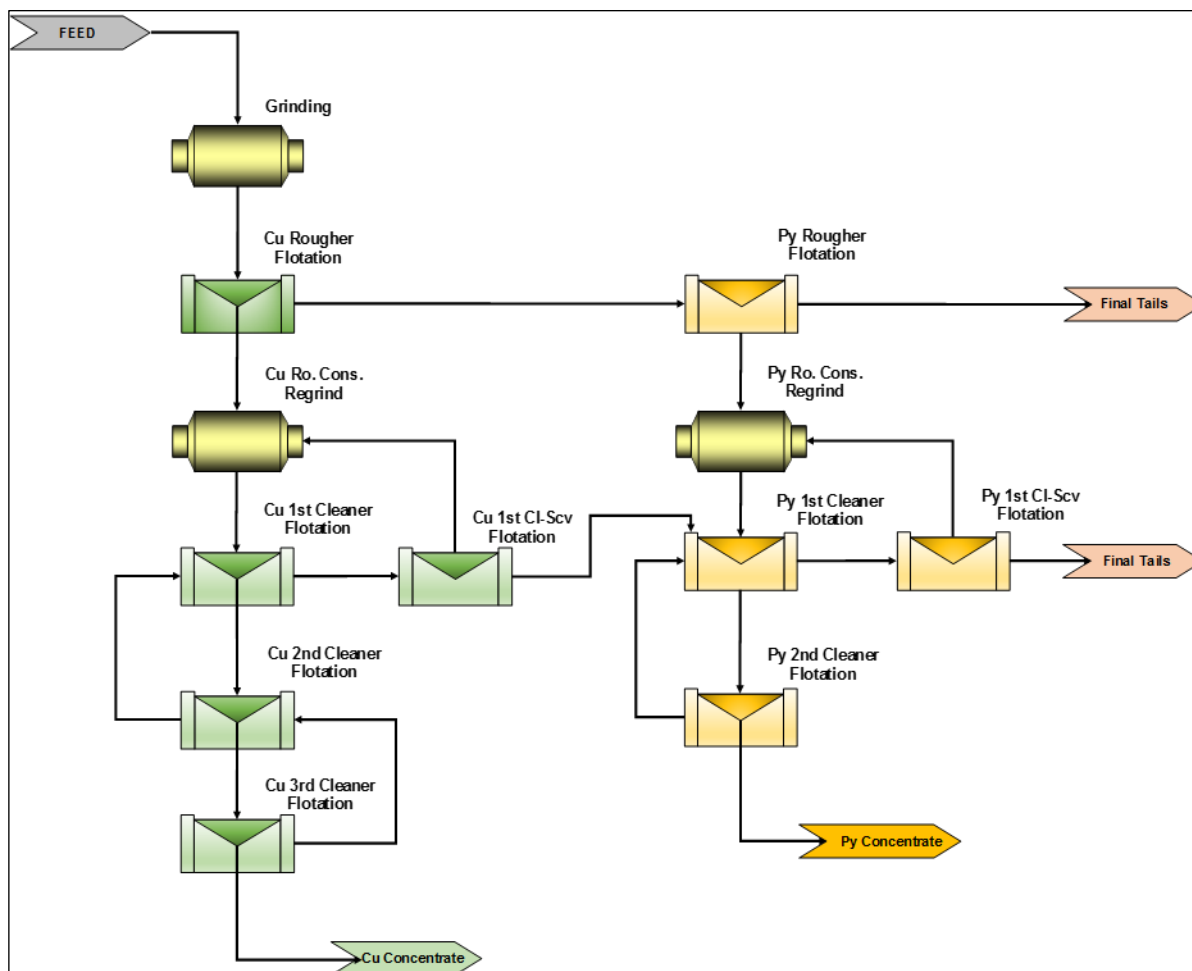 FEED
Grinding
Cu Rougher
Flotation
Py Rougher
Flotation
Final Tails
Cu Ro. Cons.
Regrind
Py Ro. Cons.
Regrind
Cu 1st Cleaner
Flotation
Cu 1st Cl-Scv
Flotation
Py 1st Cleaner
Flotation
Py 1st Cl-Scv
Flotation
Final Tails
Cu 2nd Cleaner
Flotation
Py 2nd Cleaner
Flotation
Cu 3rd Cleaner
Flotation
Py Concentrate
Cu Concentrate